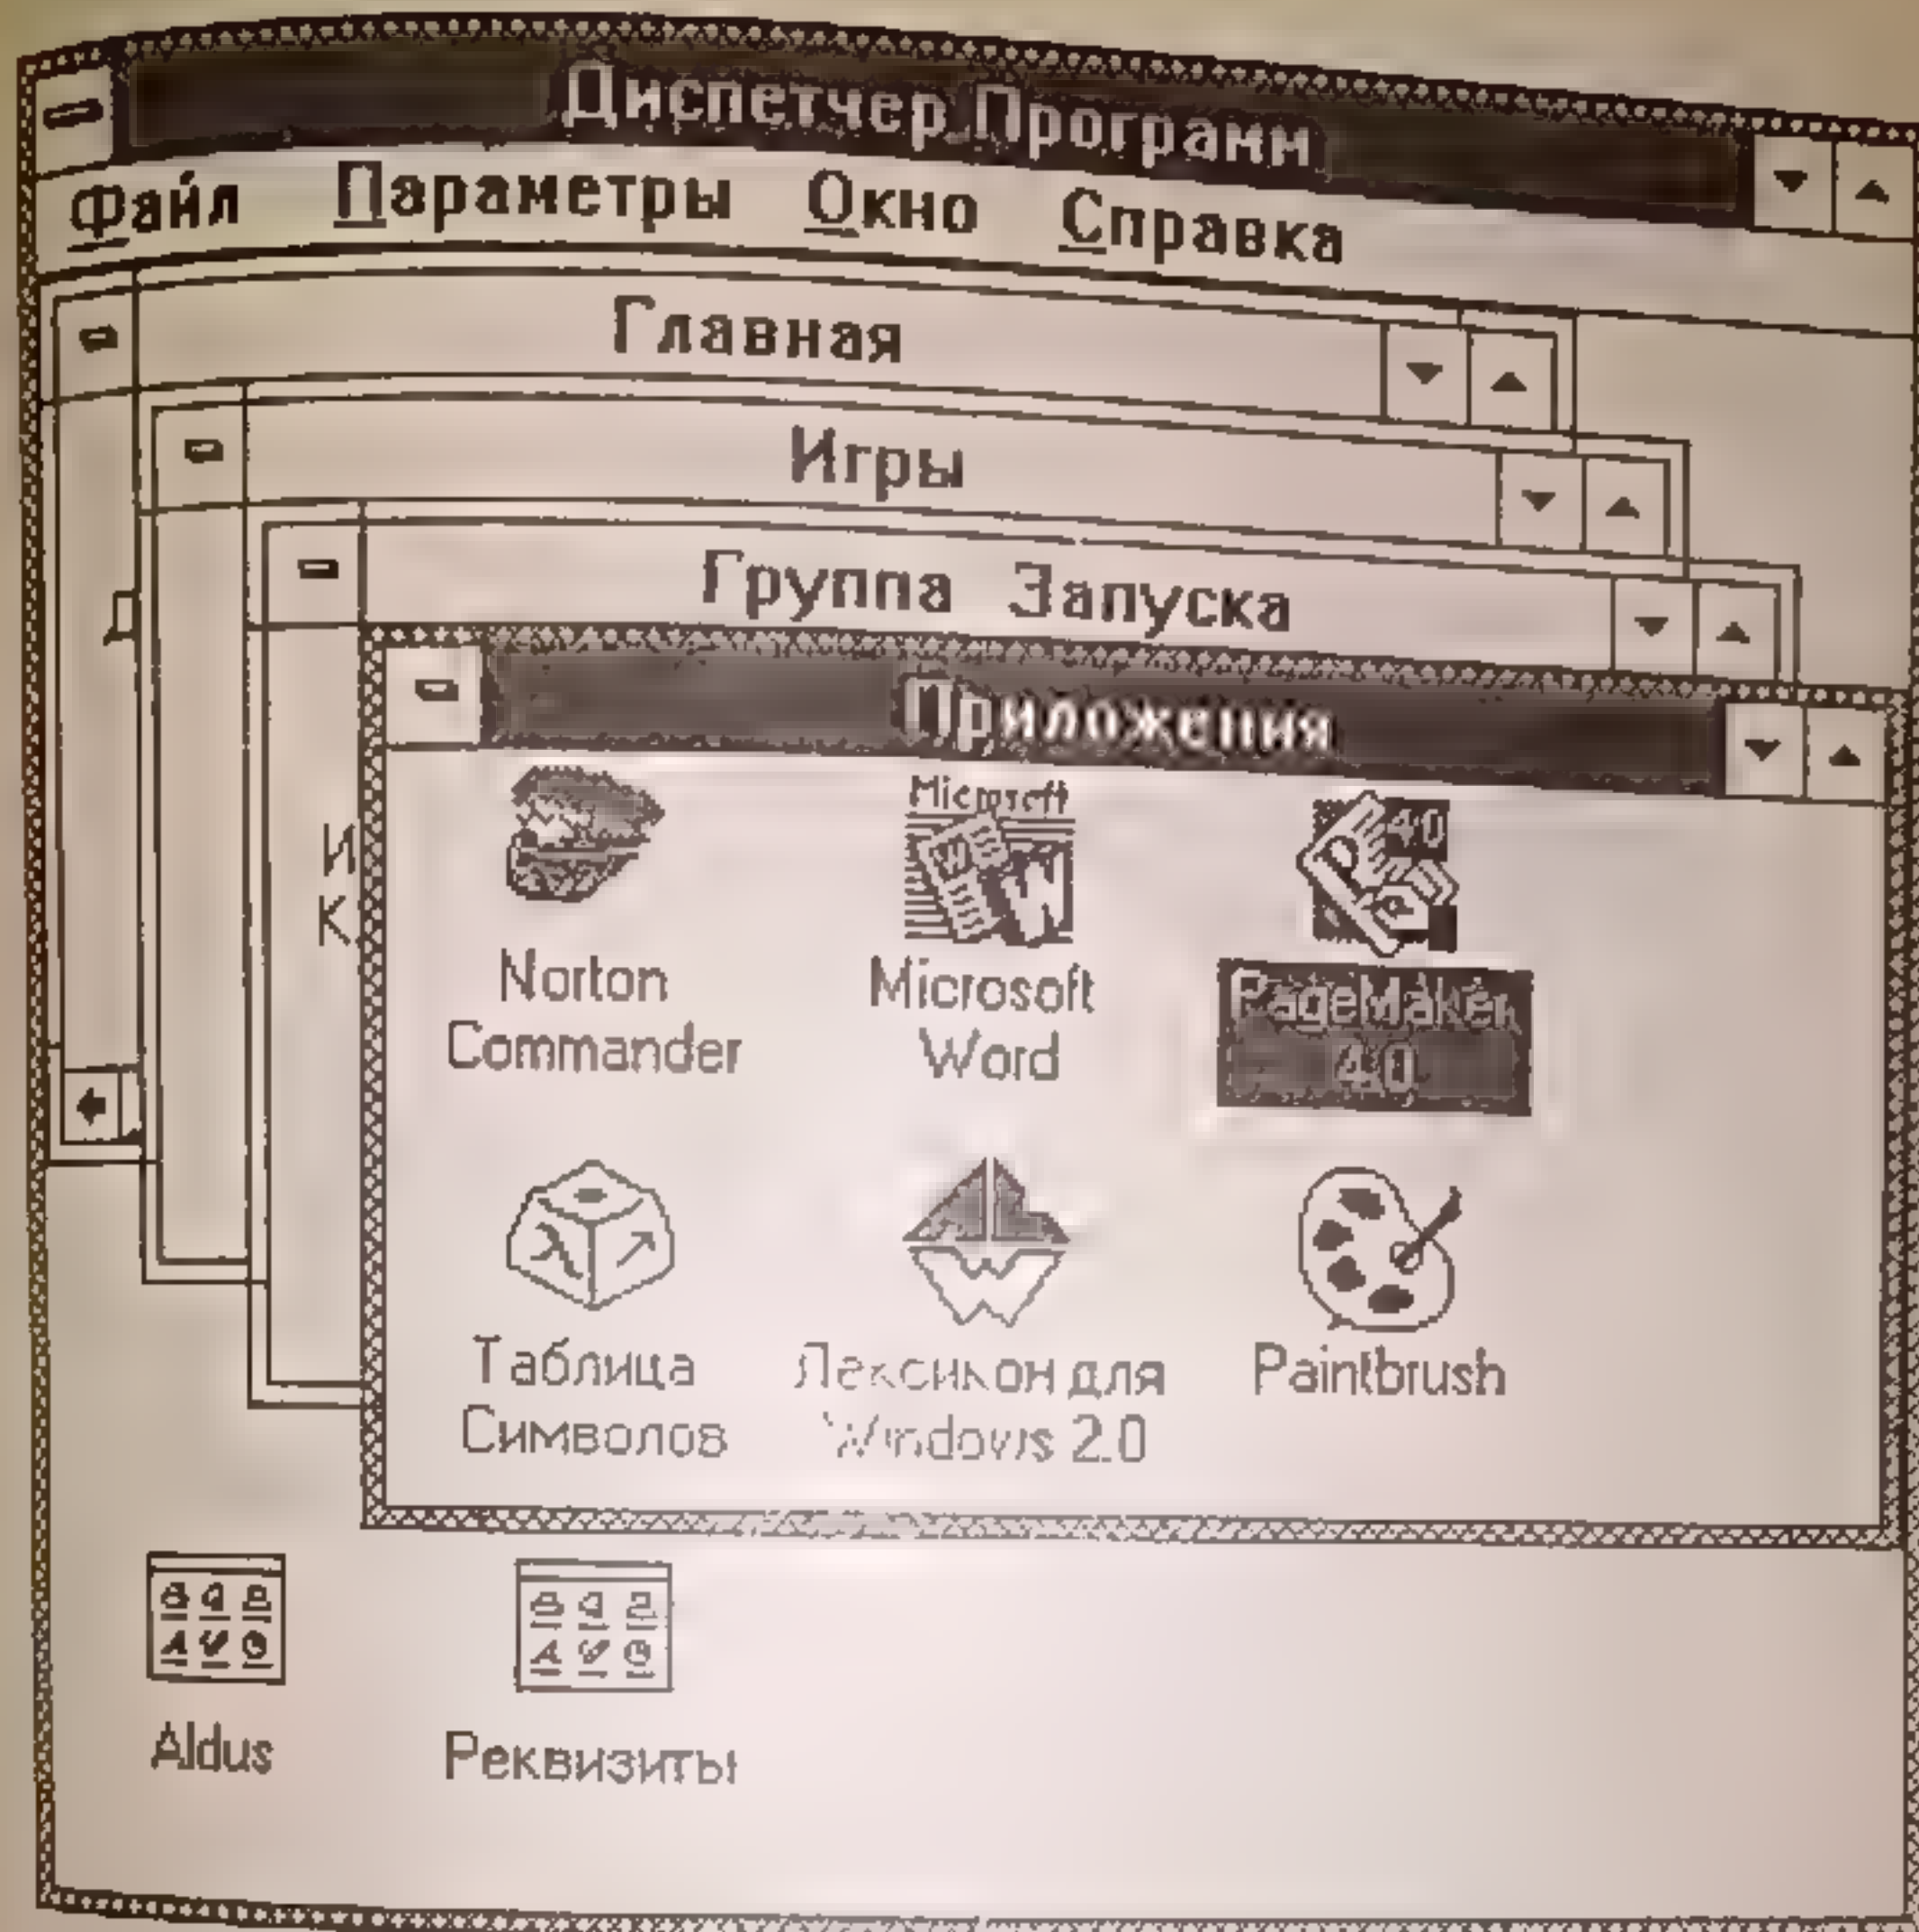 Диспетчер Программ
Файл Параметры Окно Справка
Главная
Игры
Группа Запуска
Приложения
Microsoft
W
40
Norton
Commander
Microsoft
Word
PageMaker
4.0
Таблица
Символов
Лексикон для
Windows 2.0
Paintbrush
Aldus
Реквизиты